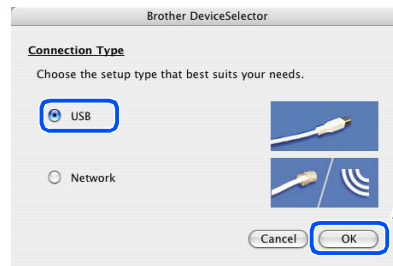 Brother DeviceSelector
Connection Type
Choose the setup type that best suits your needs.
USB
Network
Cancel OK